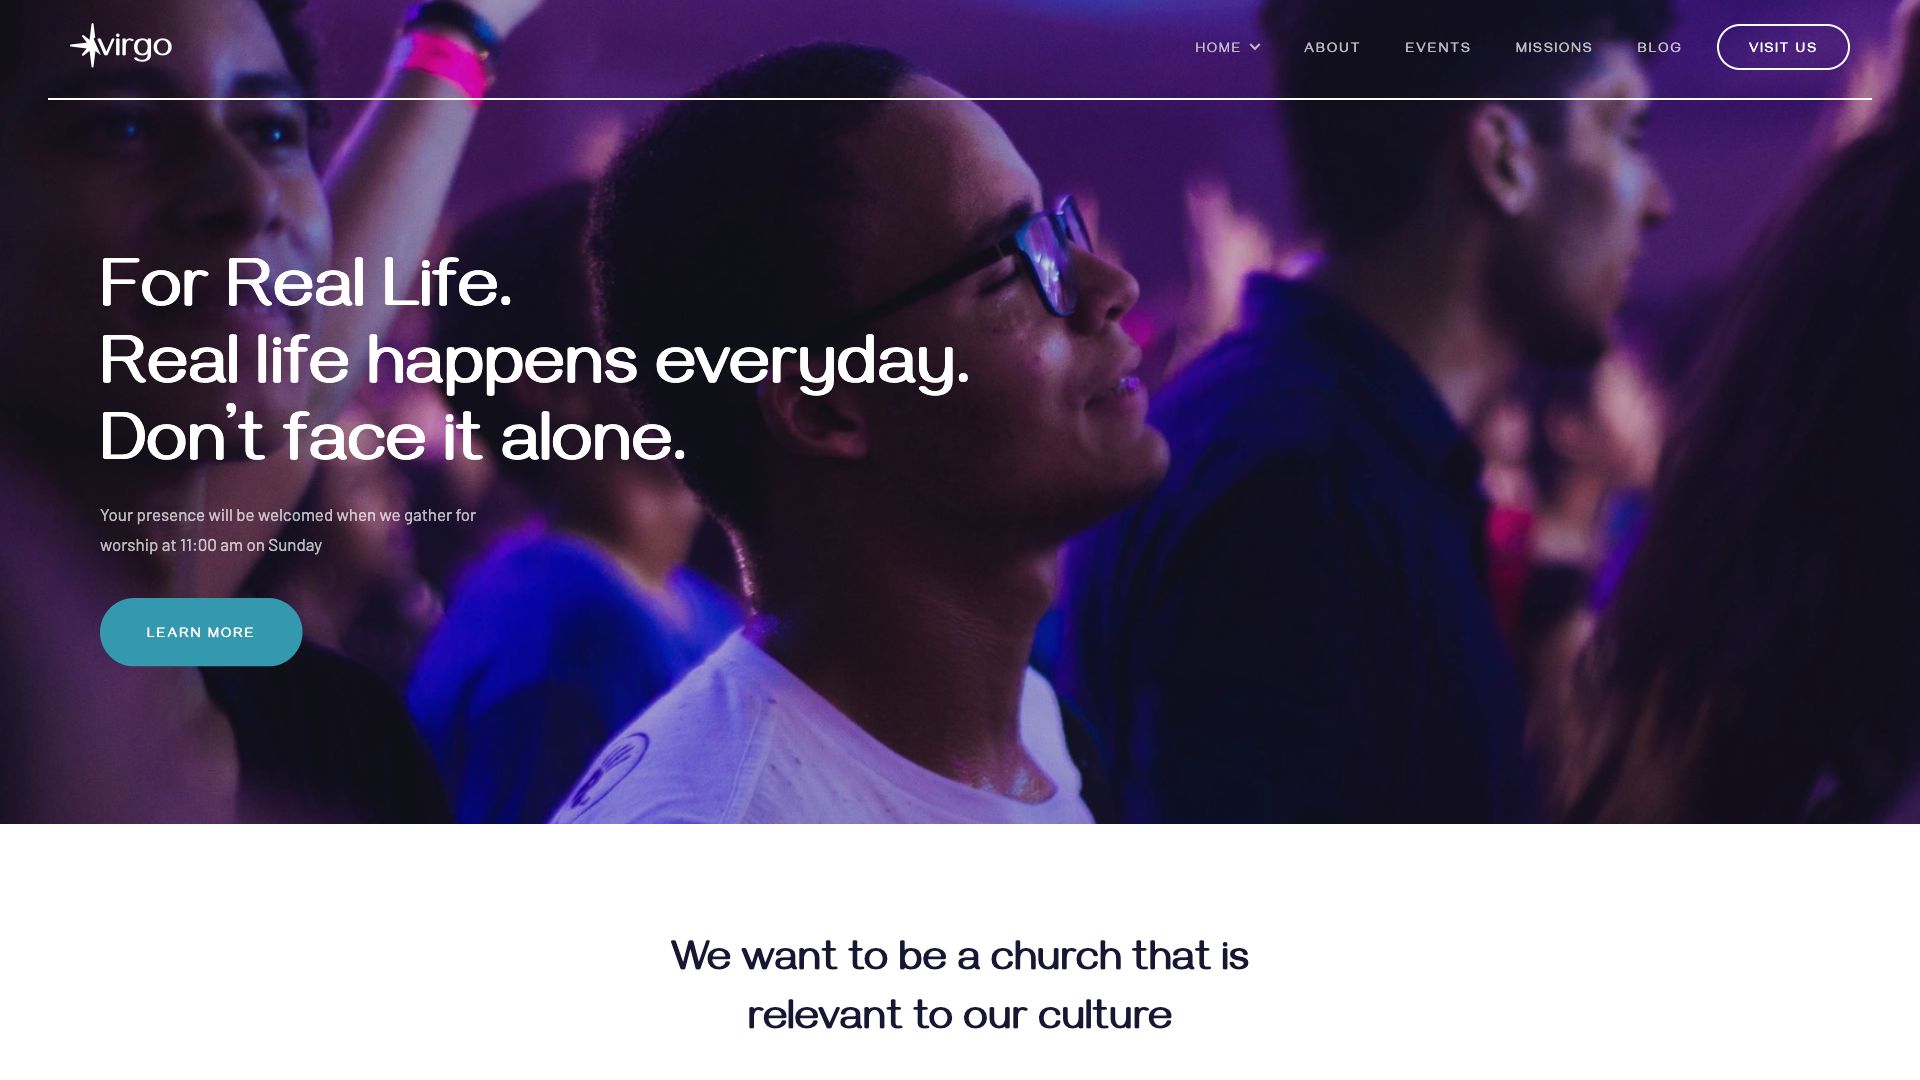 virgo
HOME
ABOUT
EVENTS
MISSIONS
BLOG
VISIT US
For Real Life.
Real life happens everyday.
Don’t face it alone.
Your presence will be welcomed when we gather for
worship at 11:00 am on Sunday
LEARN MORE
We want to be a church that is
relevant to our culture